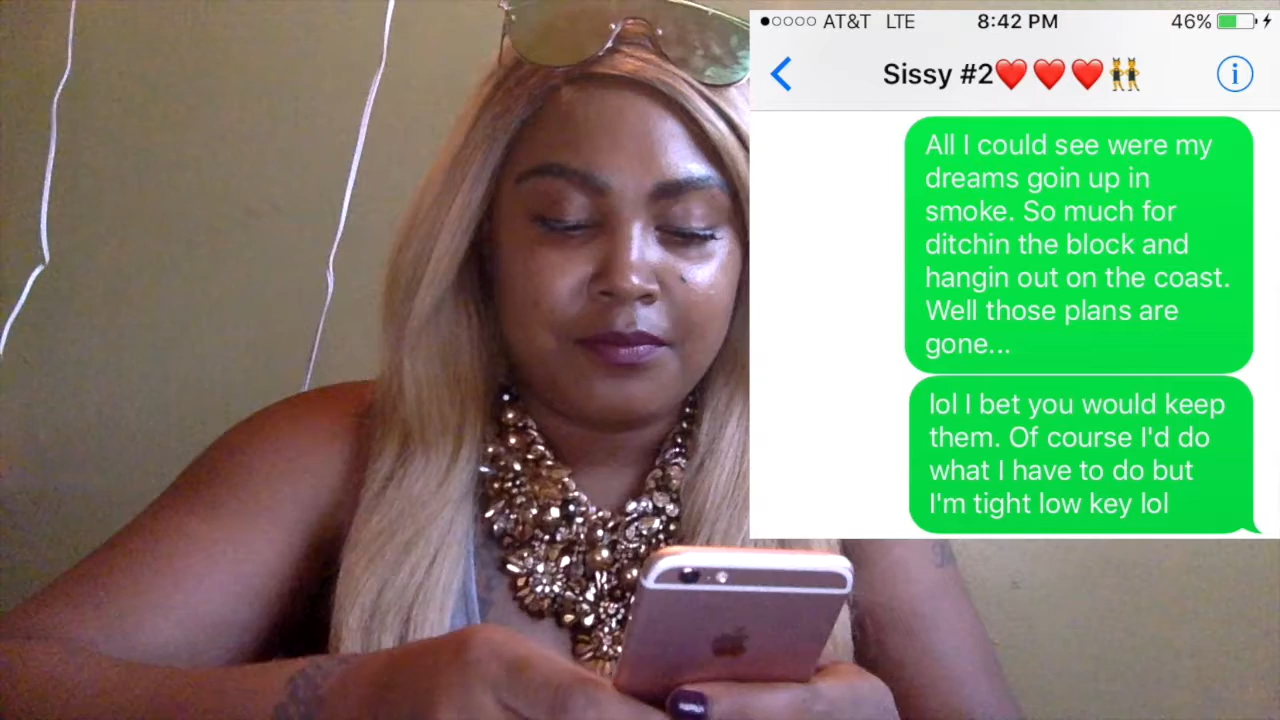 ●○○○○ AT&T LTE 8:42 PM 46%
Sissy #2❤️❤️❤️👯
All I could see were my
dreams goin up in
smoke. So much for
ditchin the block and
hangin out on the coast.
Well those plans are
gone...
lol I bet you would keep
them. Of course I'd do
what I have to do but
I'm tight low key lol